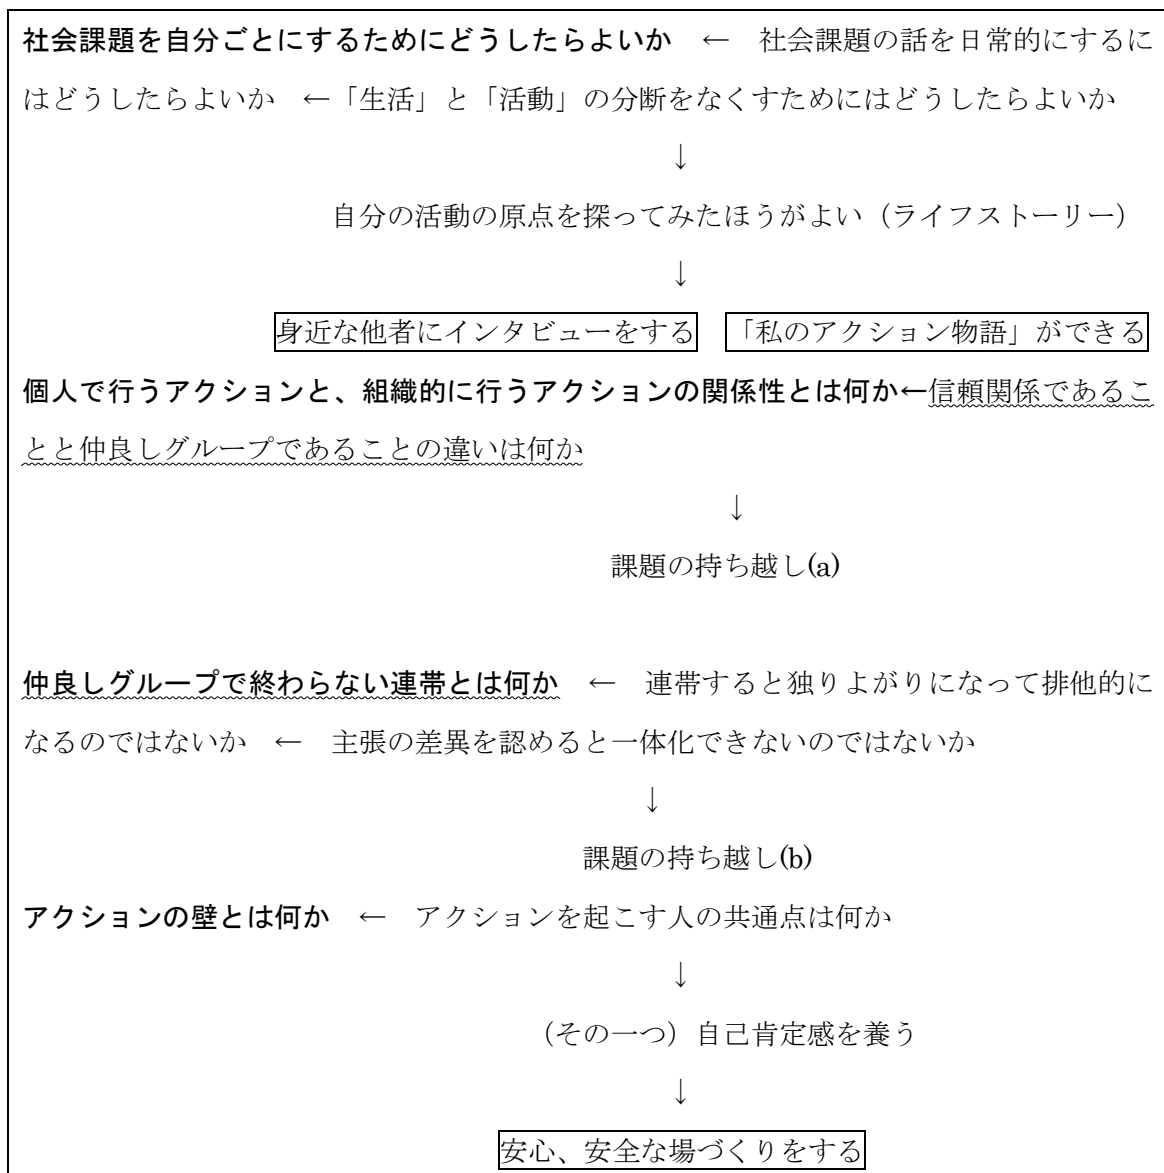 社会課題を自分ごとにするためにどうしたらよいか　←　社会課題の話を日常的にするに
はどうしたらよいか　←「生活」と「活動」の分断をなくすためにはどうしたらよいか
↓
自分の活動の原点を探ってみたほうがよい（ライフストーリー）
↓
身近な他者にインタビューをする　「私のアクション物語」ができる
個人で行うアクションと、組織的に行うアクションの関係性とは何か←信頼関係であるこ
とと仲良しグループであることの違いは何か
↓
課題の持ち越し(a)
仲良しグループで終わらない連帯とは何か　←　連帯すると独りよがりになって排他的に
なるのではないか　←　主張の差異を認めると一体化できないのではないか
↓
課題の持ち越し(b)
アクションの壁とは何か　←　アクションを起こす人の共通点は何か
↓
（その一つ）自己肯定感を養う
↓
安心、安全な場づくりをする